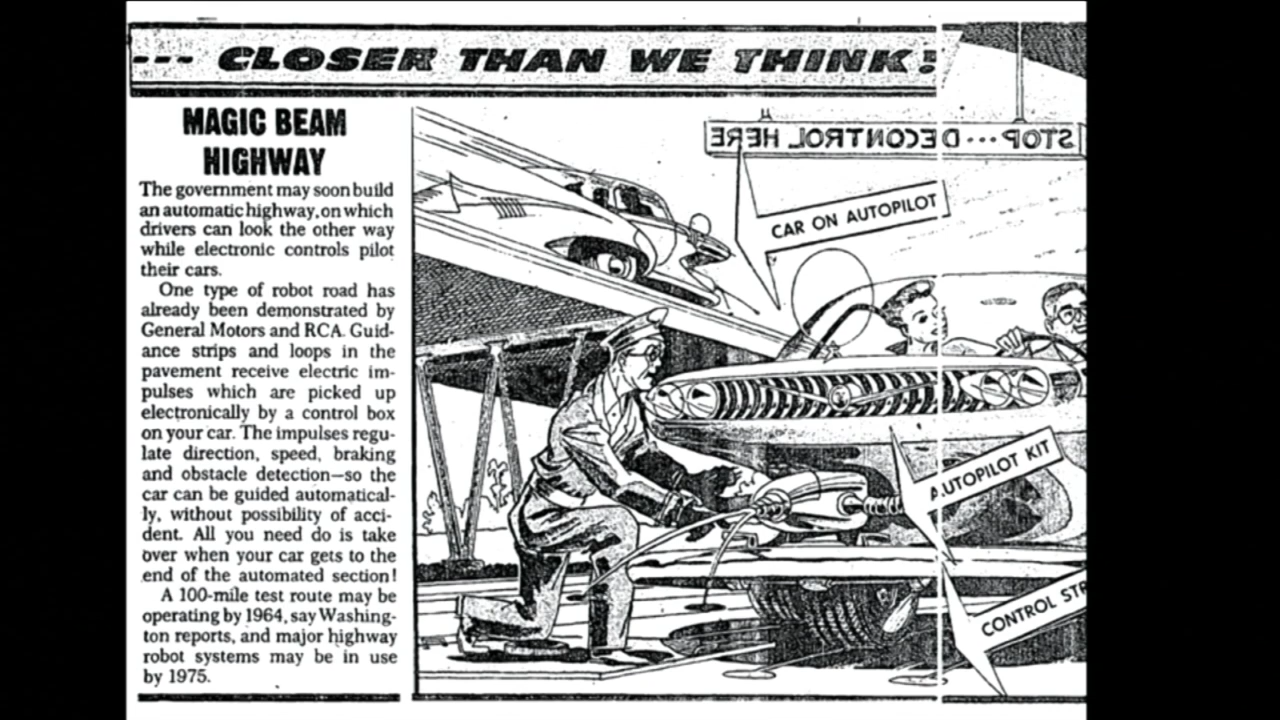 --- CLOSER THAN WE THINK!
MAGIC BEAM
HIGHWAY
The government may soon build
an automatic highway, on which
drivers can look the other way
while electronic controls pilot
their cars.
One type of robot road has
already been demonstrated by
General Motors and RCA. Guid-
ance strips and loops in the
pavement receive electric im-
pulses which are picked up
electronically by a control box
on your car. The impulses regu-
late direction, speed, braking
and obstacle detection—so the
car can be guided automatical-
ly, without possibility of acci-
dent. All you need do is take
over when your car gets to the
end of the automated section!
A 100-mile test route may be
operating by 1964, say Washing-
ton reports, and major highway
robot systems may be in use
by 1975.
STOP...DECONTROL HERE
CAR ON AUTOPILOT
AUTOPILOT KIT
CONTROL STR